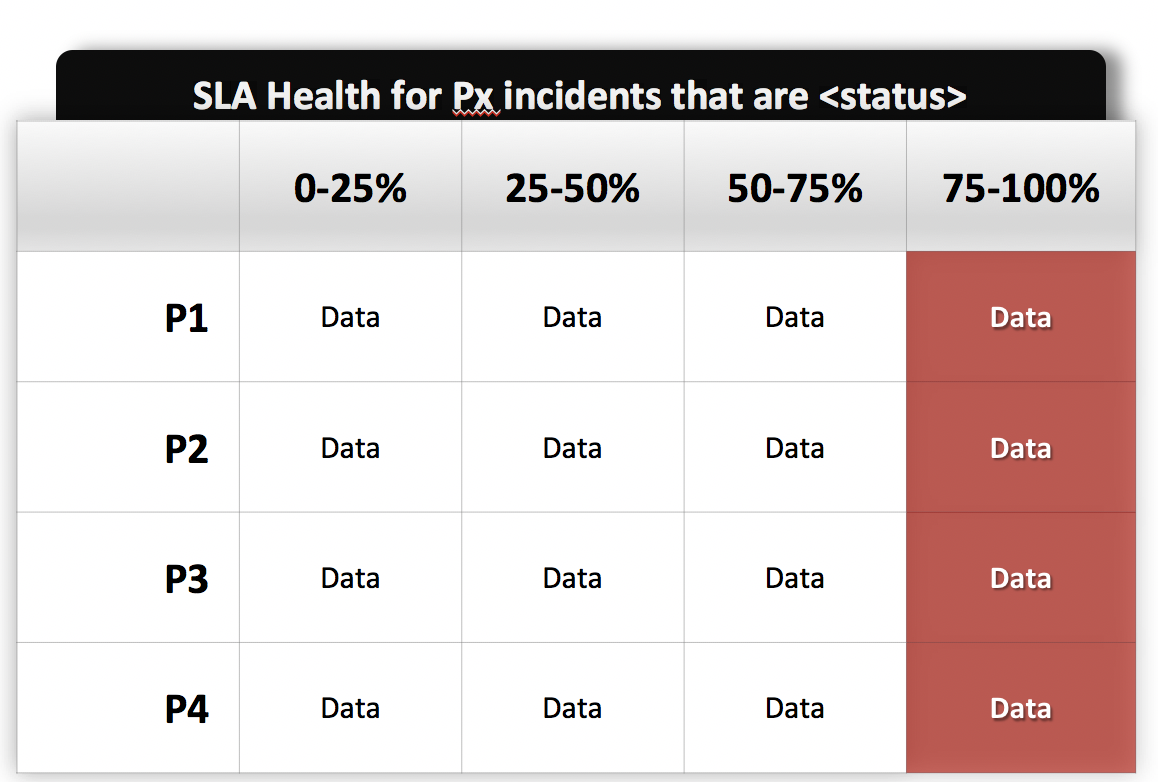 SLA Health for Px incidents that are <status>
0-25% 25-50% 50-75% 75-100%
P1 Data Data Data Data
P2 Data Data Data Data
P3 Data Data Data Data
P4 Data Data Data Data